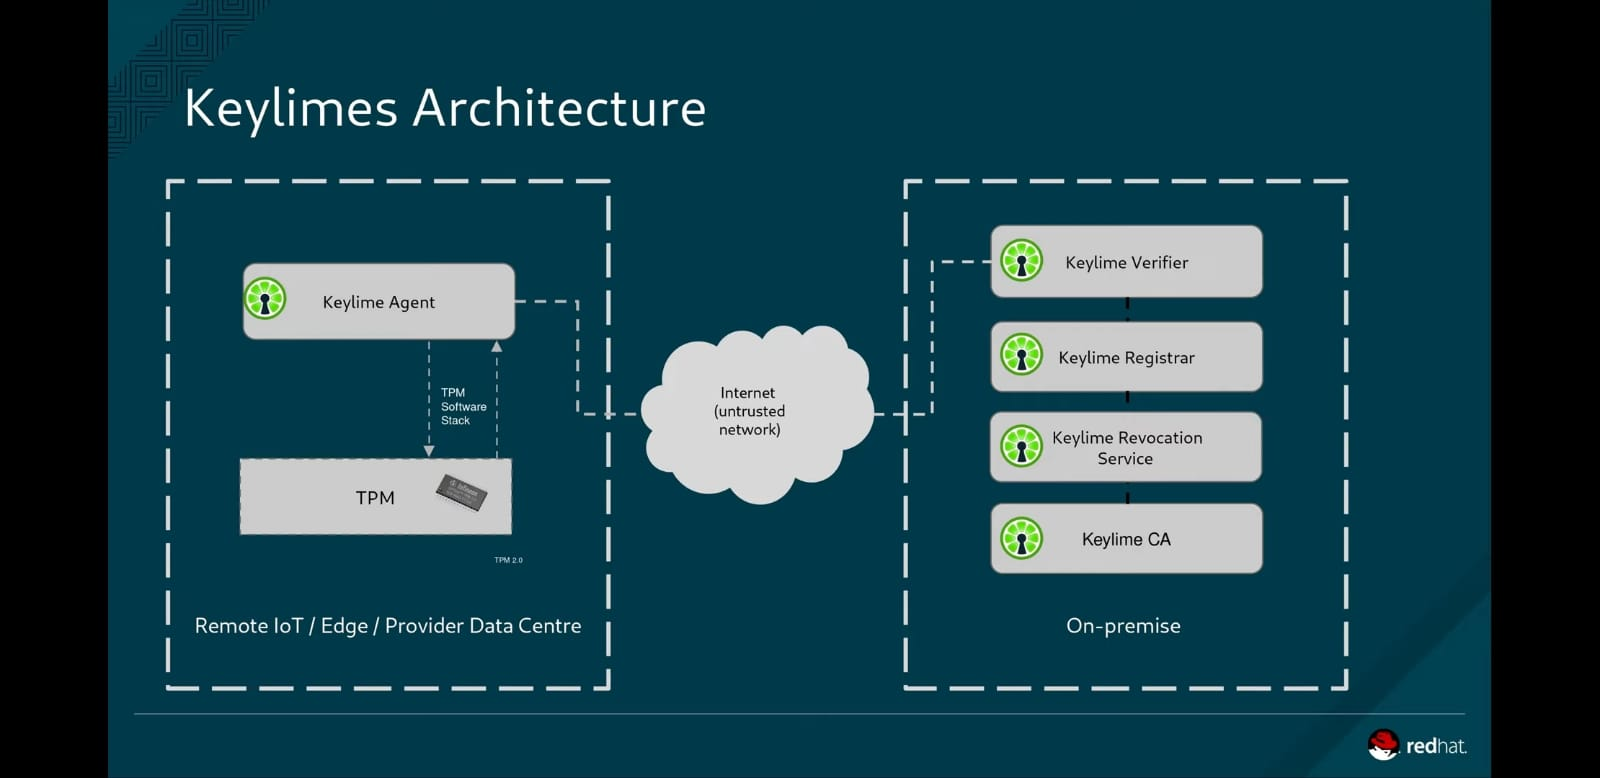 Keylimes Architecture
Keylime Agent
TPM
Software
Stack
TPM
Infineon
TPM 2.0
Remote IoT / Edge / Provider Data Centre
Internet
(untrusted
network)
Keylime Verifier
Keylime Registrar
Keylime Revocation
Service
Keylime CA
On-premise
redhat.